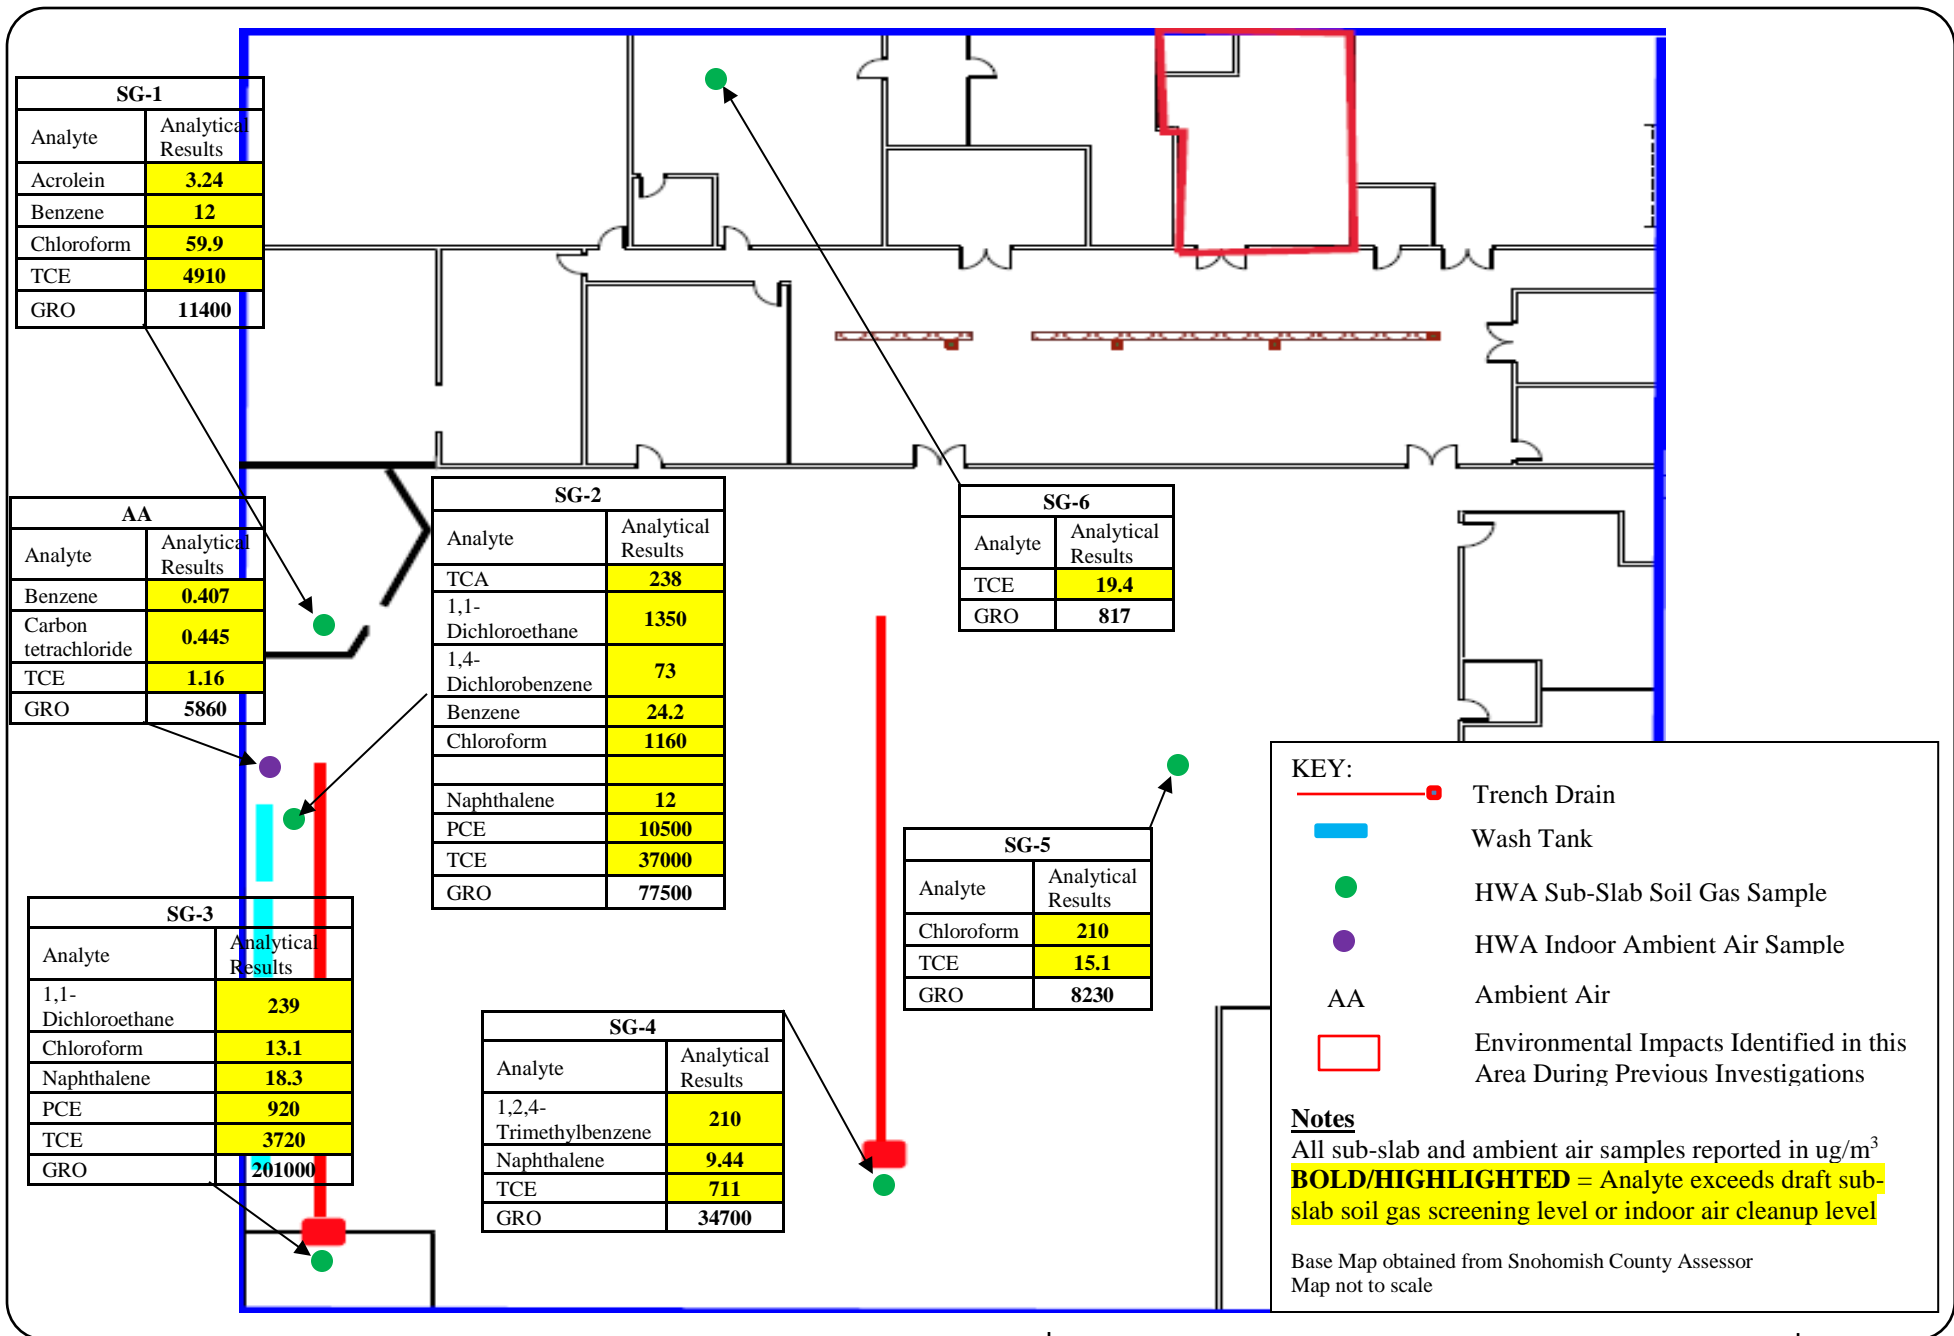 SG-1
Analyte Analytical
Results
Acrolein 3.24
Benzene 12
Chloroform 59.9
TCE 4910
GRO 11400
AA
Analyte Analytical
Results
Benzene 0.407
Carbon
tetrachloride 0.445
TCE 1.16
GRO 5860
SG-2
Analyte Analytical
Results
TCA 238
1,1-
Dichloroethane 1350
1,4-
Dichlorobenzene 73
Benzene 24.2
Chloroform 1160
Naphthalene 12
PCE 10500
TCE 37000
GRO 77500
SG-6
Analyte Analytical
Results
TCE 19.4
GRO 817
SG-3
Analyte Analytical
Results
1,1-
Dichloroethane 239
Chloroform 13.1
Naphthalene 18.3
PCE 920
TCE 3720
GRO 201000
SG-4
Analyte Analytical
Results
1,2,4-
Trimethylbenzene 210
Naphthalene 9.44
TCE 711
GRO 34700
SG-5
Analyte Analytical
Results
Chloroform 210
TCE 15.1
GRO 8230
KEY:
Trench Drain
Wash Tank
HWA Sub-Slab Soil Gas Sample
HWA Indoor Ambient Air Sample
AA Ambient Air
Environmental Impacts Identified in this
Area During Previous Investigations
Notes
All sub-slab and ambient air samples reported in ug/m³
BOLD/HIGHLIGHTED = Analyte exceeds draft sub-
slab soil gas screening level or indoor air cleanup level
Base Map obtained from Snohomish County Assessor
Map not to scale